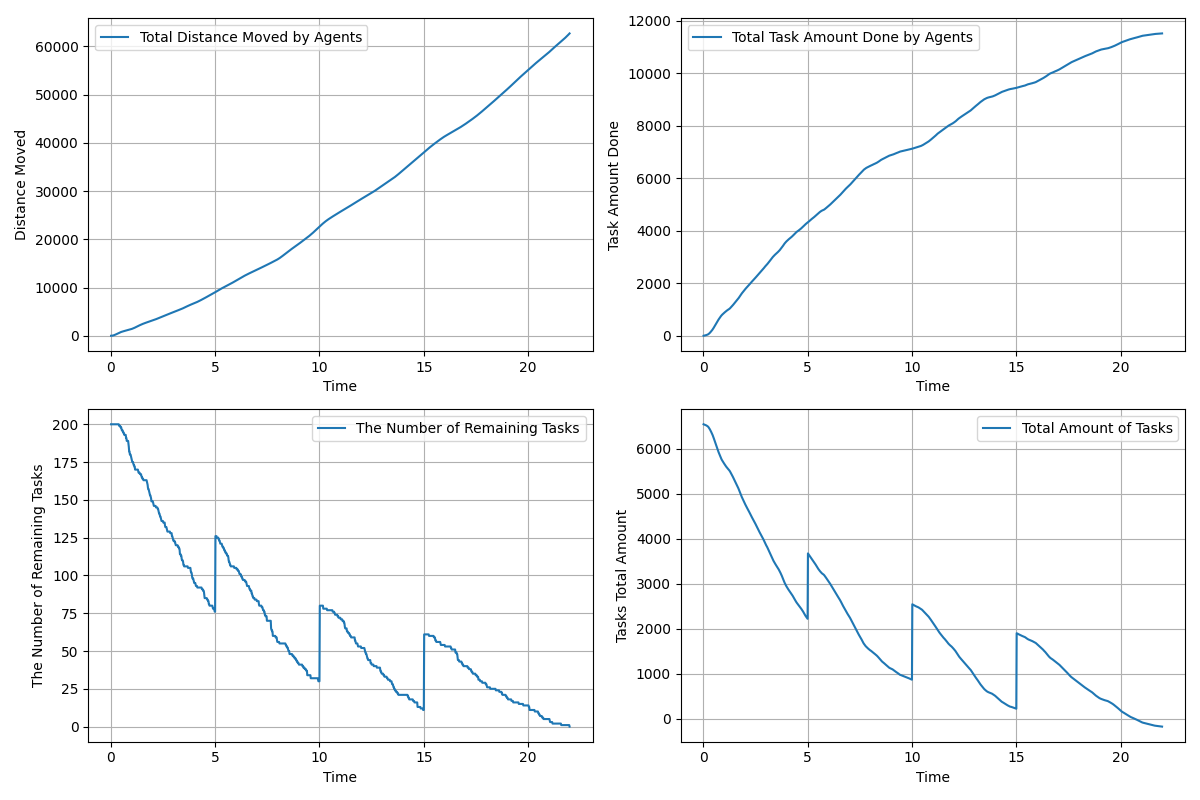 Total Distance Moved by Agents
Distance Moved
60000
50000
40000
30000
20000
10000
0
0 5 10 15 20
Time
Total Task Amount Done by Agents
Task Amount Done
12000
10000
8000
6000
4000
2000
0
0 5 10 15 20
Time
The Number of Remaining Tasks
The Number of Remaining Tasks
200
175
150
125
100
75
50
25
0
0 5 10 15 20
Time
Total Amount of Tasks
Tasks Total Amount
6000
5000
4000
3000
2000
1000
0
0 5 10 15 20
Time